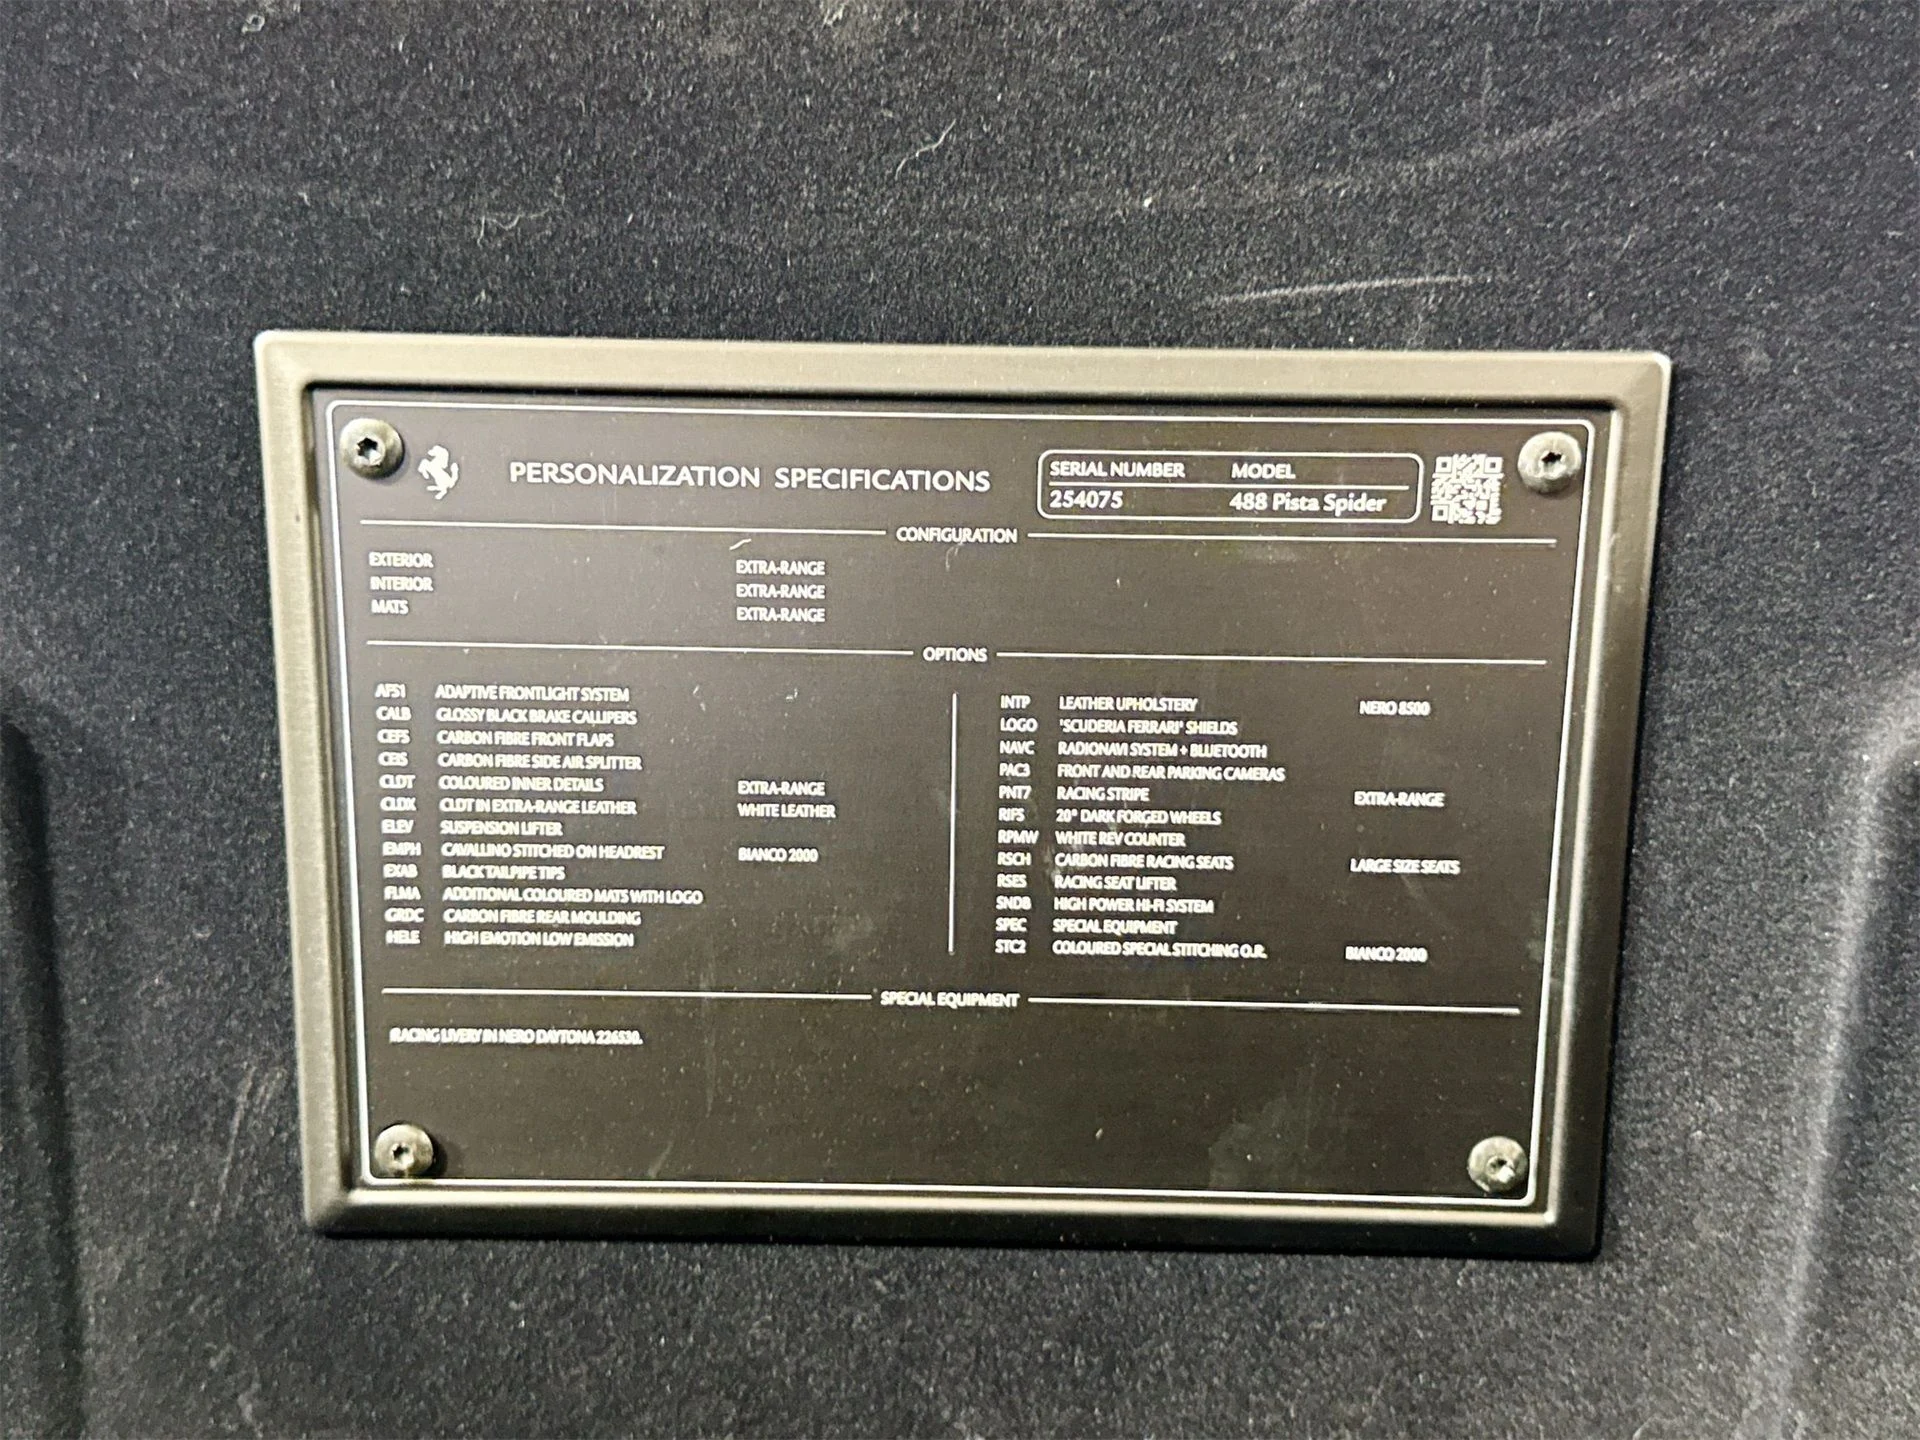 PERSONALIZATION SPECIFICATIONS
SERIAL NUMBER MODEL
254075 488 Pista Spider
CONFIGURATION
EXTERIOR EXTRA-RANGE
INTERIOR EXTRA-RANGE
MATS EXTRA-RANGE
OPTIONS
AFS1 ADAPTIVE FRONTLIGHT SYSTEM
CALB GLOSSY BLACK BRAKE CALLIPERS
CEFS CARBON FIBRE FRONT FLAPS
CEIS CARBON FIBRE SIDE AIR SPLITTER
CLDT COLOURED INNER DETAILS EXTRA-RANGE
CLDX CLDT IN EXTRA-RANGE LEATHER WHITE LEATHER
ELEV SUSPENSION LIFTER
EMPH CAVALLINO STITCHED ON HEADREST BIANCO 2000
EXAB BLACK TAILPIPE TIPS
FLMA ADDITIONAL COLOURED MATS WITH LOGO
GRDC CARBON FIBRE REAR MOULDING
HELE HIGH EMOTION LOW EMISSION
INTP LEATHER UPHOLSTERY NERO 8500
LOGO 'SCUDERIA FERRARI' SHIELDS
NAVC RADIONAVI SYSTEM + BLUETOOTH
PAC3 FRONT AND REAR PARKING CAMERAS
PNT7 RACING STRIPE EXTRA-RANGE
RIFS 20" DARK FORGED WHEELS
RPMW WHITE REV COUNTER
RSCH CARBON FIBRE RACING SEATS LARGE SIZE SEATS
RSES RACING SEAT LIFTER
SNDB HIGH POWER HI-FI SYSTEM
SPEC SPECIAL EQUIPMENT
STC2 COLOURED SPECIAL STITCHING O.R. BIANCO 2000
SPECIAL EQUIPMENT
RACING LIVERY IN NERO DAYTONA 226530.